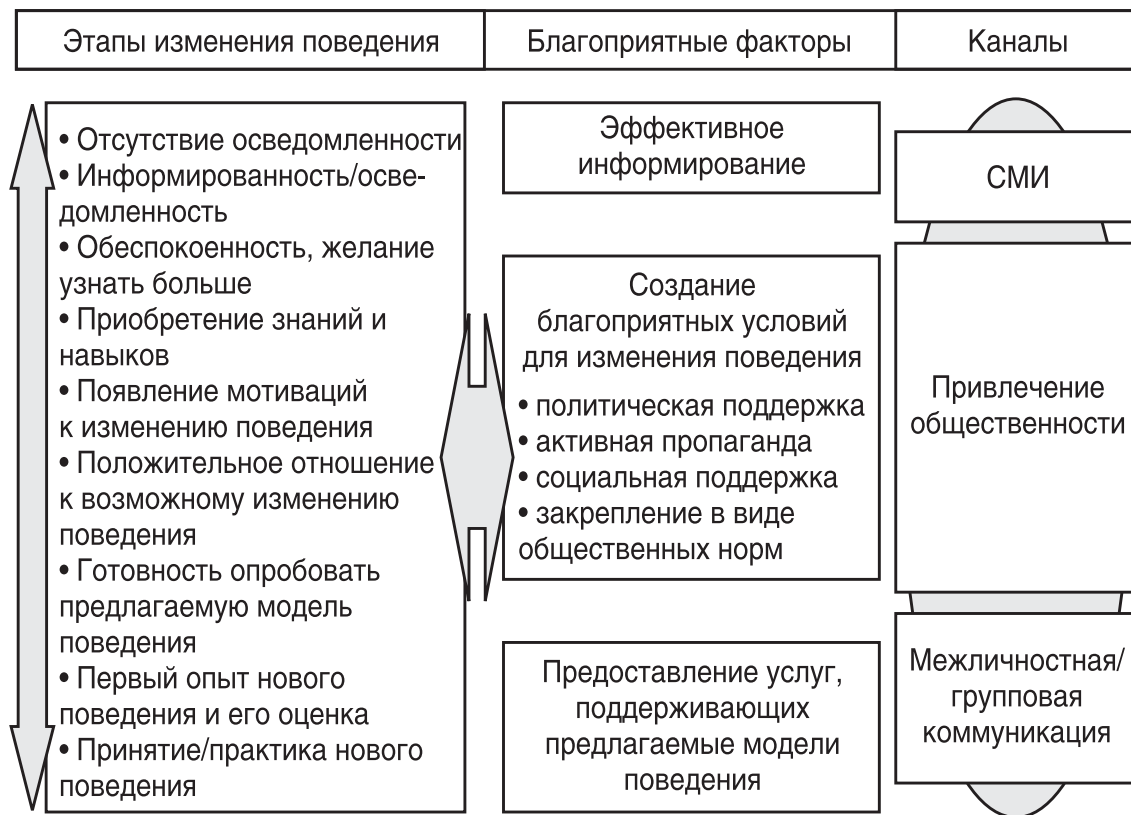 Этапы изменения поведения
Благоприятные факторы
Каналы
• Отсутствие осведомленности
• Информированность/осве-
домленность
• Обеспокоенность, желание
узнать больше
• Приобретение знаний и
навыков
• Появление мотиваций
к изменению поведения
• Положительное отношение
к возможному изменению
поведения
• Готовность опробовать
предлагаемую модель
поведения
• Первый опыт нового
поведения и его оценка
• Принятие/практика нового
поведения
Эффективное
информирование
Создание
благоприятных условий
для изменения поведения
• политическая поддержка
• активная пропаганда
• социальная поддержка
• закрепление в виде
общественных норм
Предоставление услуг,
поддерживающих
предлагаемые модели
поведения
СМИ
Привлечение
общественности
Межличностная/
групповая
коммуникация